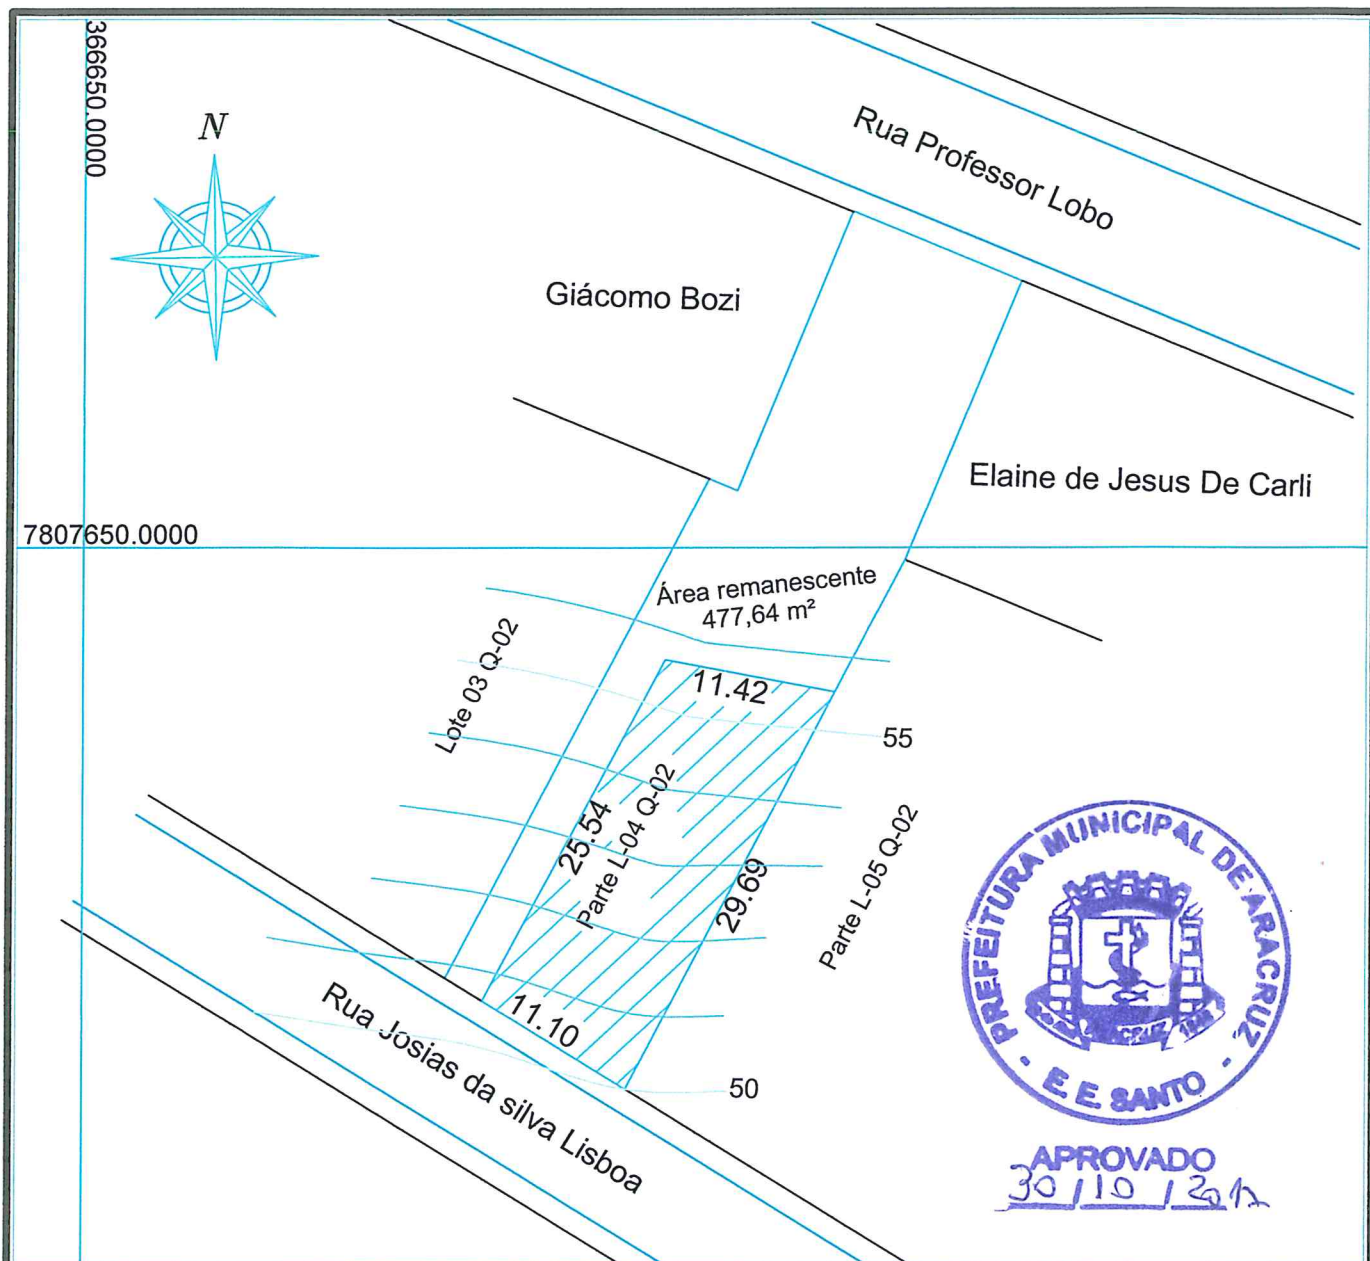 366650.0000
N
Rua Professor Lobo
Giácomo Bozi
Elaine de Jesus De Carli
7807650.0000
Área remanescente
477,64 m²
Lote 03 Q-02
11.42
55
25.54
Parte L-04 Q-02
29.69
Parte L-05 Q-02
11.10
50
Rua Josias da silva Lisboa
PREFEITURA MUNICIPAL DE ARACRUZ
E. E. SANTO
APROVADO
30/10/2017